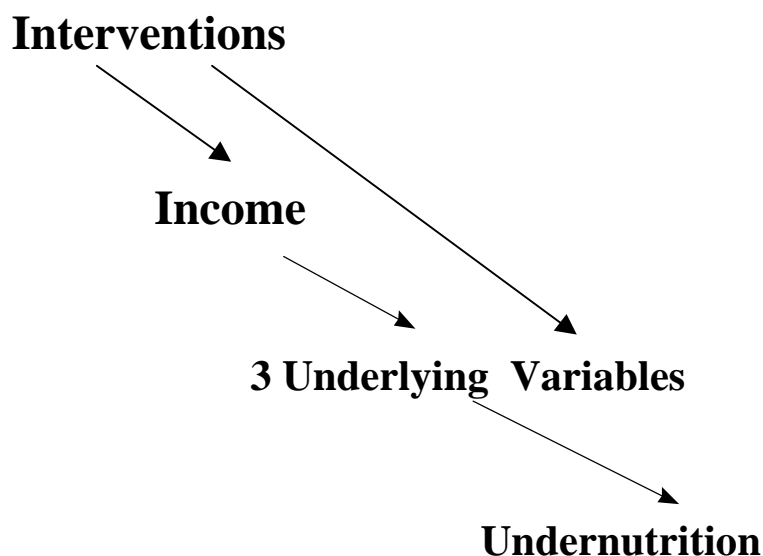 Interventions
Income
3 Underlying Variables
Undernutrition